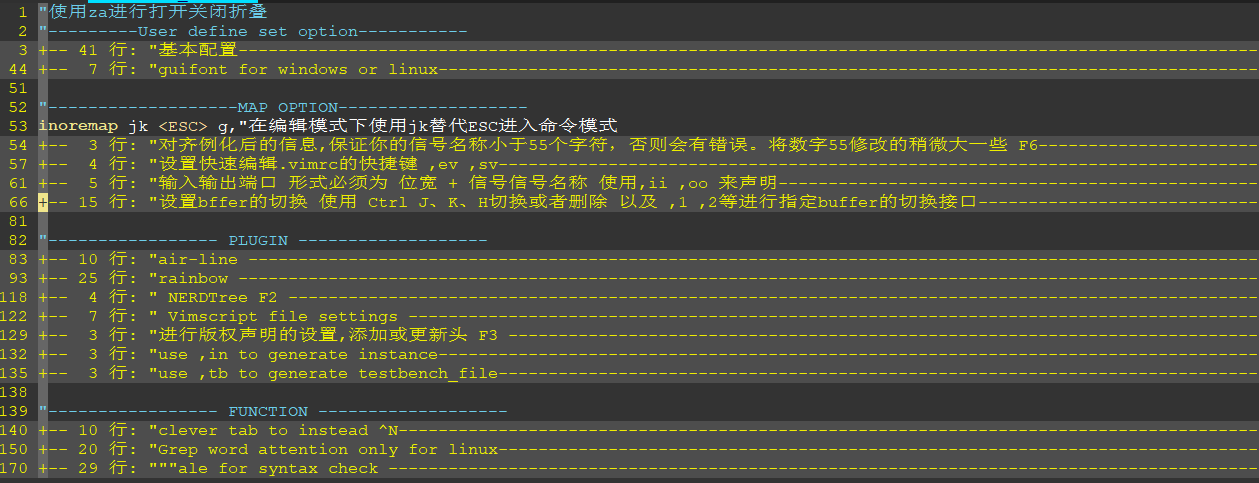 1 "使用za进行打开关闭折叠
2 "---------User define set option-----------
3 +-- 41 行: "基本配置------------------------------------------------------------------------------------------------------
44 +--  7 行: "guifont for windows or linux----------------------------------------------------------------------------------
51
52 "-------------------MAP OPTION-------------------
53 inoremap jk <ESC> g,"在编辑模式下使用jk替代ESC进入命令模式
54 +--  3 行: "对齐例化后的信息,保证你的信号名称小于55个字符, 否则会有错误。将数字55修改的稍微大一些 F6----------------------
57 +--  4 行: "设置快速编辑.vimrc的快捷键 ,ev ,sv----------------------------------------------------------------------------
61 +--  5 行: "输入输出端口 形式必须为 位宽 + 信号信号名称 使用,ii ,oo 来声明------------------------------------------------
66 +-- 15 行: "设置bffer的切换 使用 Ctrl J、K、H切换或者删除 以及 ,1 ,2等进行指定buffer的切换接口----------------------------
81
82 "----------------- PLUGIN -------------------
83 +-- 10 行: "air-line ------------------------------------------------------------------------------------------------------
93 +-- 25 行: "rainbow -------------------------------------------------------------------------------------------------------
118 +--  4 行: " NERDTree F2 -------------------------------------------------------------------------------------------------
122 +--  7 行: " Vimscript file settings -------------------------------------------------------------------------------------
129 +--  3 行: "进行版权声明的设置,添加或更新头 F3 ---------------------------------------------------------------------------
132 +--  3 行: "use ,in to generate instance----------------------------------------------------------------------------------
135 +--  3 行: "use ,tb to generate testbench_file----------------------------------------------------------------------------
138
139 "----------------- FUNCTION -------------------
140 +-- 10 行: "clever tab to instead ^N--------------------------------------------------------------------------------------
150 +-- 20 行: "Grep word attention only for linux----------------------------------------------------------------------------
170 +-- 29 行: """ale for syntax check ---------------------------------------------------------------------------------------